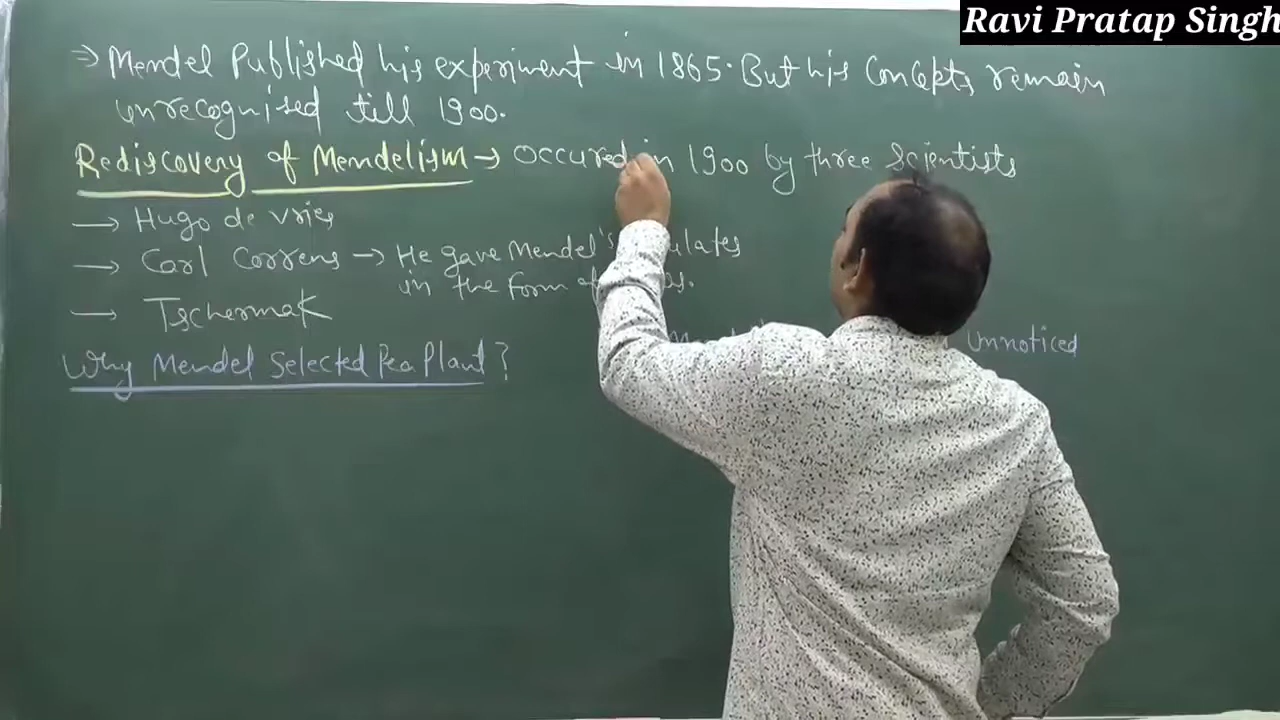 Ravi Pratap Singh
⇒ Mendel Published his experiment in 1865. But his Concepts remain
unrecognised till 1900.
Rediscovery of Mendelism → Occured in 1900 by three Scientists
→ Hugo de vries
→ Carl Correns → He gave Mendel's
in the form of
→ Tschermak
Unnoticed
Why Mendel Selected Pea Plant?